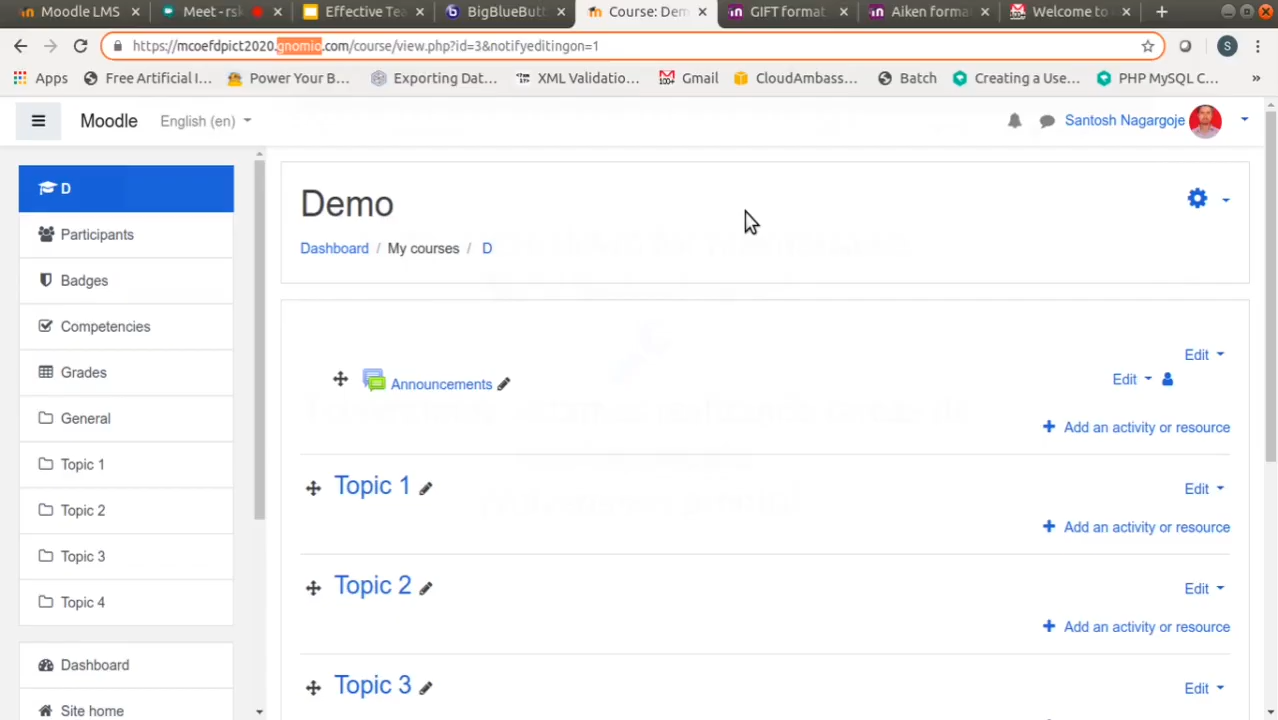 Moodle LMS
Meet - rsk
Effective Tea
BigBlueButt
Course: Dem
GIFT format
Aiken forma
Welcome to
https://mcoefdpict2020.gnomio.com/course/view.php?id=3&notifyeditingon=1
S
Apps
Free Artificial I...
Power Your B...
Exporting Dat...
XML Validatio...
Gmail
CloudAmbass...
Batch
Creating a Use...
PHP MySQL C...
»
Moodle
English (en)
Santosh Nagargoje
D
Participants
Badges
Competencies
Grades
General
Topic 1
Topic 2
Topic 3
Topic 4
Dashboard
Site home
Demo
Dashboard / My courses / D
Edit
Announcements
Edit
Add an activity or resource
Topic 1
Edit
Add an activity or resource
Topic 2
Edit
Add an activity or resource
Topic 3
Edit